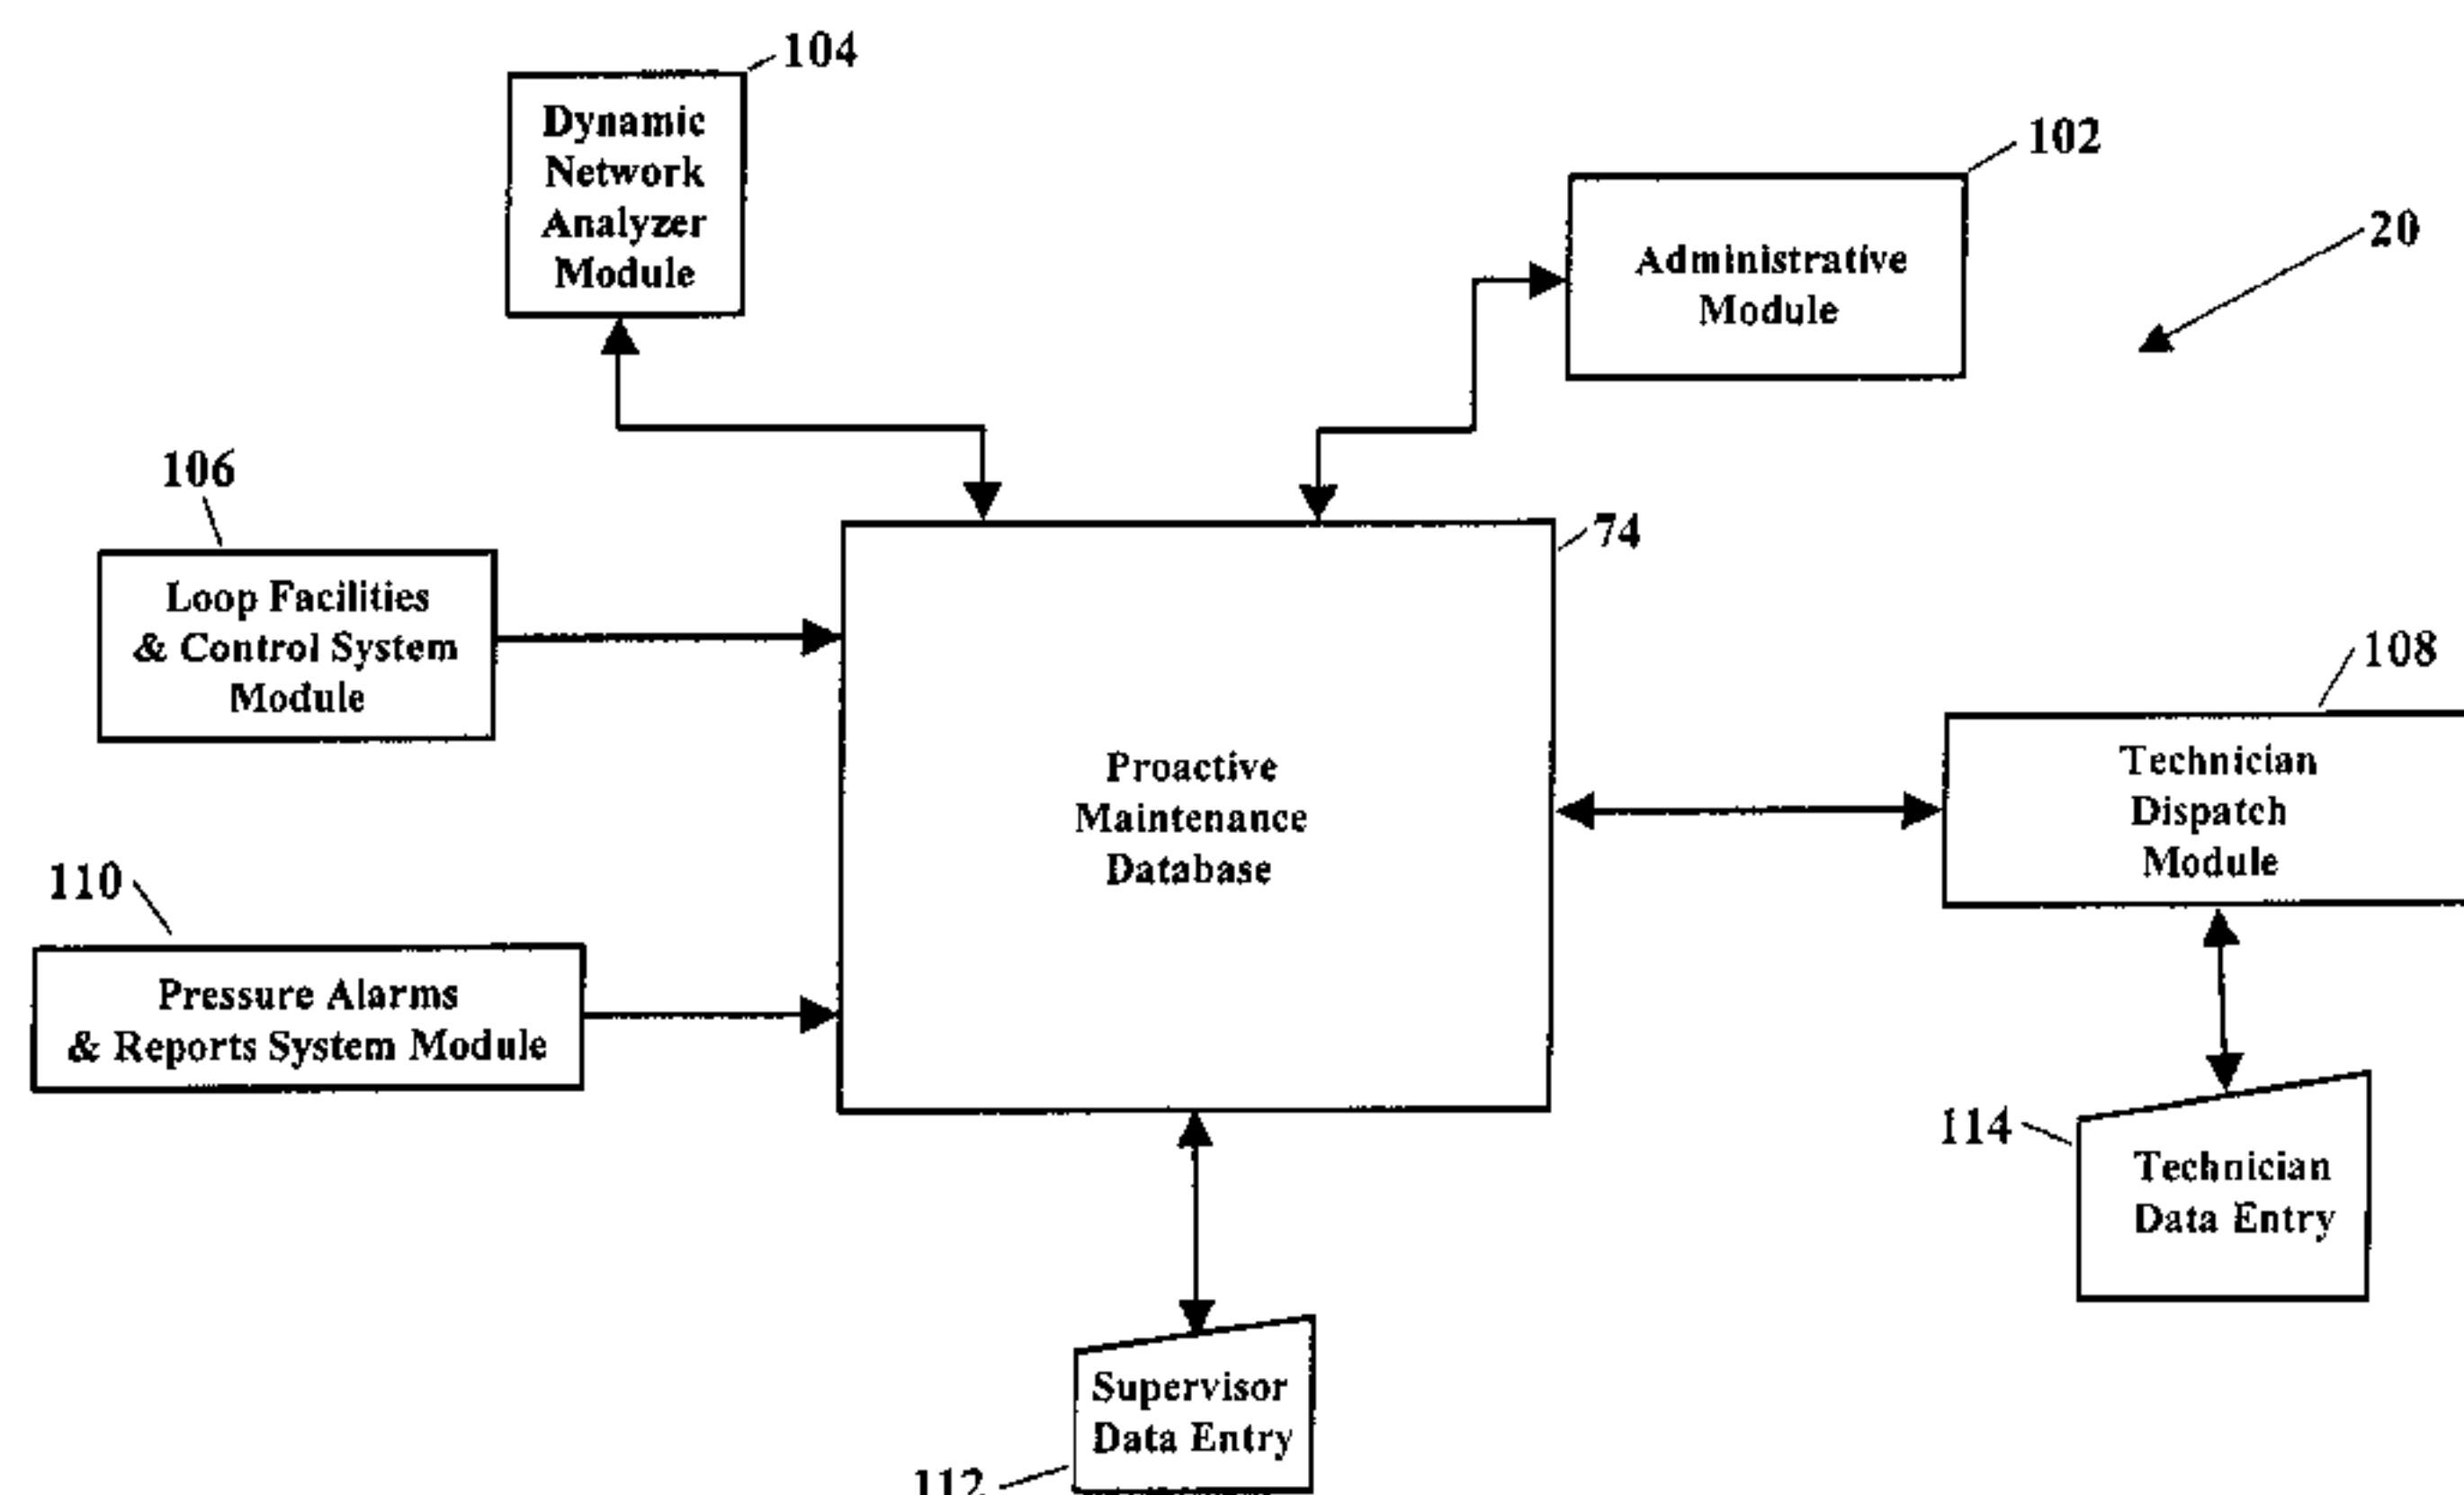 104
Dynamic
Network
Analyzer
Module
102
Administrative
Module
20
106
Loop Facilities
& Control System
Module
74
Proactive
Maintenance
Database
108
Technician
Dispatch
Module
110
Pressure Alarms
& Reports System Module
114
Technician
Data Entry
Supervisor
Data Entry
112